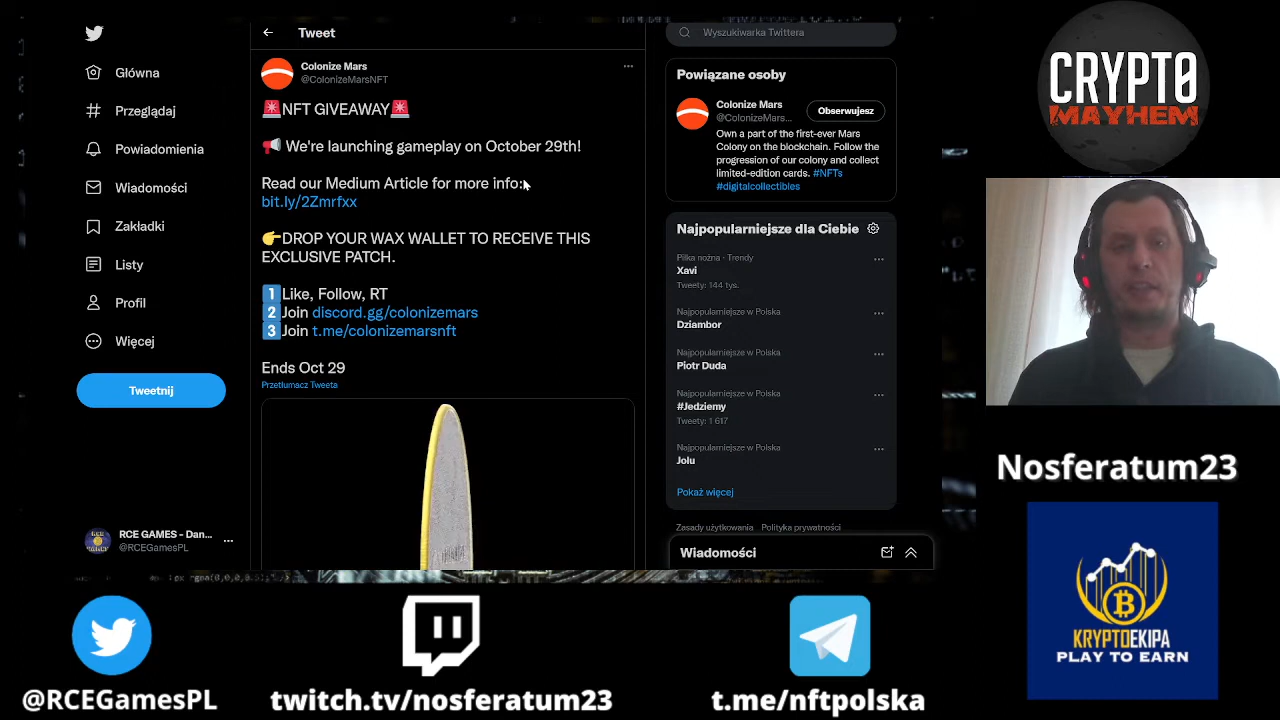 Główna
Przeglądaj
Powiadomienia
Wiadomości
Zakładki
Listy
Profil
Więcej
Tweetnij
RCE GAMES - Dan...
@RCEGamesPL
Tweet
Colonize Mars
@ColonizeMarsNFT
🚨NFT GIVEAWAY🚨
📢 We're launching gameplay on October 29th!
Read our Medium Article for more info:
bit.ly/2Zmrfxx
👉DROP YOUR WAX WALLET TO RECEIVE THIS
EXCLUSIVE PATCH.
1️⃣Like, Follow, RT
2️⃣Join discord.gg/colonizemars
3️⃣Join t.me/colonizemarsnft
Ends Oct 29
Przetłumacz Tweeta
Wyszukiwarka Twittera
Powiązane osoby
Colonize Mars
@ColonizeMars...
Obserwujesz
Own a part of the first-ever Mars
Colony on the blockchain. Follow the
progression of our colony and collect
limited-edition cards. #NFTs
#digitalcollectibles
Najpopularniejsze dla Ciebie
Piłka nożna · Trendy
Xavi
Tweety: 144 tys.
Najpopularniejsze w Polska
Dziambor
Najpopularniejsze w Polska
Piotr Duda
Najpopularniejsze w Polska
#Jedziemy
Tweety: 1 617
Najpopularniejsze w Polska
Jolu
Pokaż więcej
Zasady użytkowania Polityka prywatności
Wiadomości
CRYPTO
MAYHEM
Nosferatum23
KRYPTOEKIPA
PLAY TO EARN
@RCEGamesPL
twitch.tv/nosferatum23
t.me/nftpolska